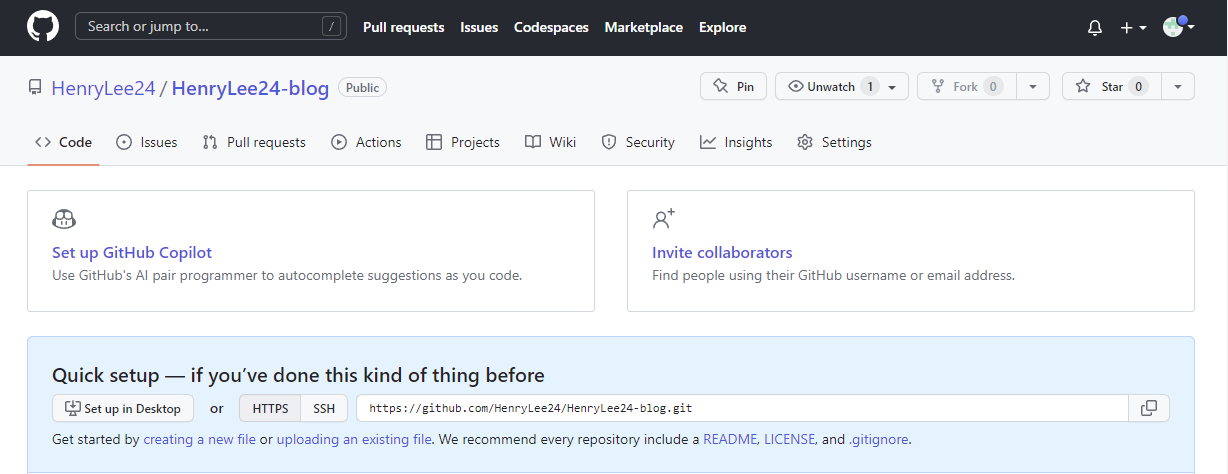 Search or jump to... / Pull requests Issues Codespaces Marketplace Explore
HenryLee24 / HenryLee24-blog Public Pin Unwatch 1 Fork 0 Star 0
Code Issues Pull requests Actions Projects Wiki Security Insights Settings
Set up GitHub Copilot
Use GitHub's AI pair programmer to autocomplete suggestions as you code.
Invite collaborators
Find people using their GitHub username or email address.
Quick setup — if you’ve done this kind of thing before
Set up in Desktop or HTTPS SSH https://github.com/HenryLee24/HenryLee24-blog.git
Get started by creating a new file or uploading an existing file. We recommend every repository include a README, LICENSE, and .gitignore.